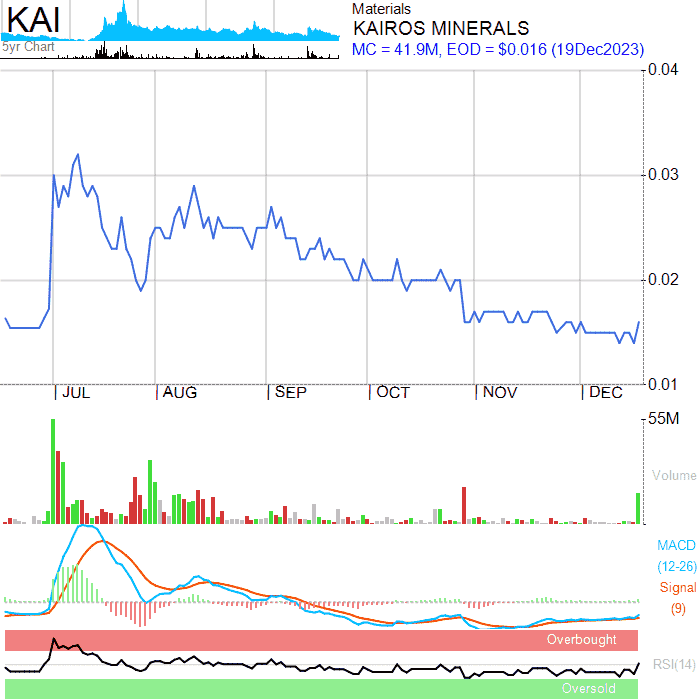 KAI
5yr Chart
Materials
KAIROS MINERALS
MC = 41.9M, EOD = $0.016 (19Dec2023)
0.04
0.03
0.02
0.01
JUL AUG SEP OCT NOV DEC
55M
Volume
MACD
(12-26)
Signal
(9)
Overbought
RSI(14)
Oversold